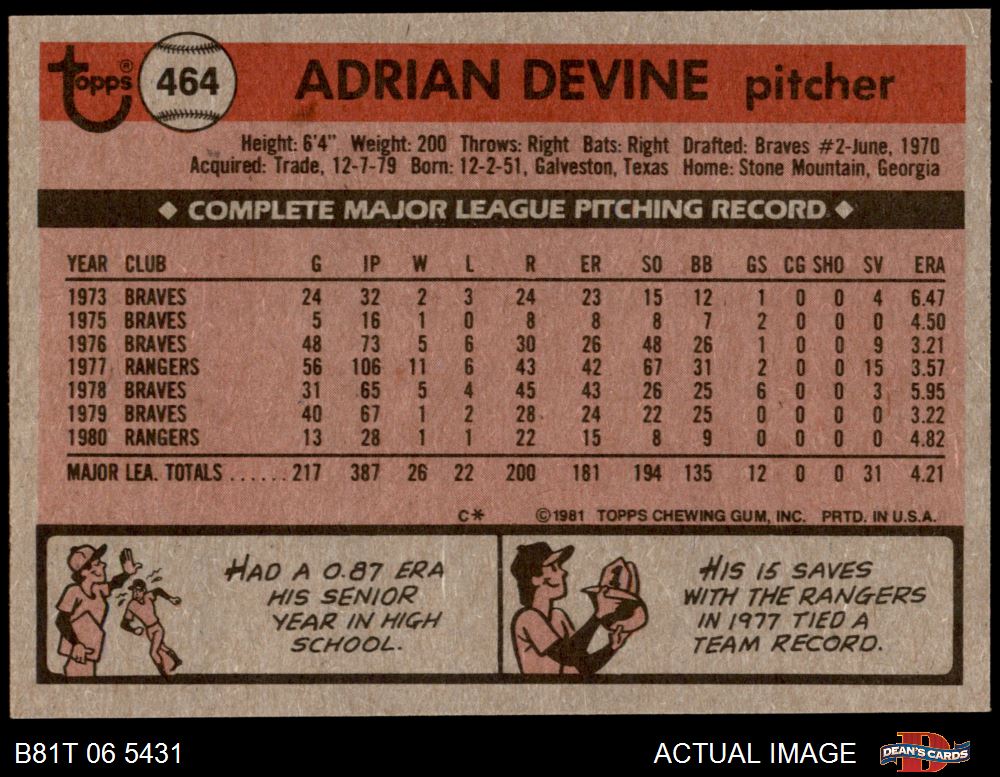 Topps® 464 ADRIAN DEVINE pitcher
Height: 6'4" Weight: 200 Throws: Right Bats: Right Drafted: Braves #2-June, 1970
Acquired: Trade, 12-7-79 Born: 12-2-51, Galveston, Texas Home: Stone Mountain, Georgia
◆ COMPLETE MAJOR LEAGUE PITCHING RECORD ◆
YEAR CLUB G IP W L R ER SO BB GS CG SHO SV ERA
1973 BRAVES 24 32 2 3 24 23 15 12 1 0 0 4 6.47
1975 BRAVES 5 16 1 0 8 8 8 7 2 0 0 0 4.50
1976 BRAVES 48 73 5 6 30 26 48 26 1 0 0 9 3.21
1977 RANGERS 56 106 11 6 43 42 67 31 2 0 0 15 3.57
1978 BRAVES 31 65 5 4 45 43 26 25 6 0 0 3 5.95
1979 BRAVES 40 67 1 2 28 24 22 25 0 0 0 0 3.22
1980 RANGERS 13 28 1 1 22 15 8 9 0 0 0 0 4.82
MAJOR LEA. TOTALS ...... 217 387 26 22 200 181 194 135 12 0 0 31 4.21
C* ©1981 TOPPS CHEWING GUM, INC. PRTD. IN U.S.A.
HAD A 0.87 ERA
HIS SENIOR
YEAR IN HIGH
SCHOOL.
1
HIS 15 SAVES
WITH THE RANGERS
IN 1977 TIED A
TEAM RECORD.
B81T 06 5431 ACTUAL IMAGE DEAN'S CARDS